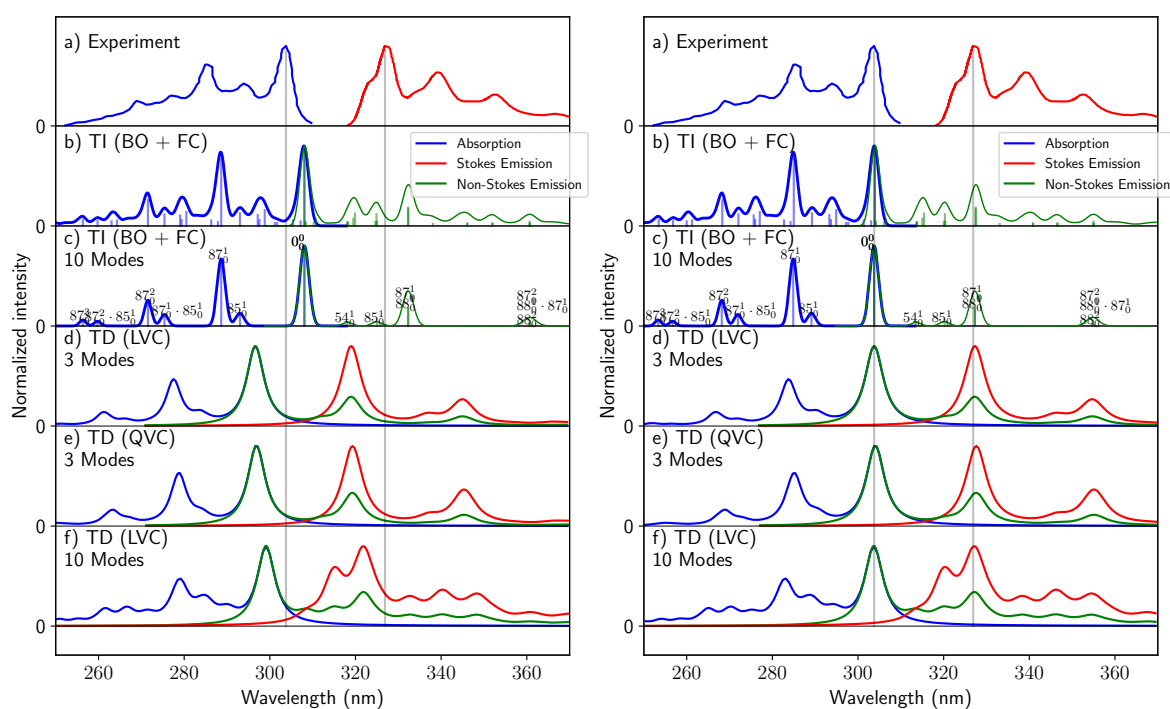 a) Experiment
0
b) TI (BO + FC)
Absorption
Stokes Emission
Non-Stokes Emission
0
c) TI (BO + FC)
10 Modes
0
d) TD (LVC)
3 Modes
0
e) TD (QVC)
3 Modes
0
f) TD (LVC)
10 Modes
0
260 280 300 320 340 360
Wavelength (nm)
Normalized intensity
a) Experiment
0
b) TI (BO + FC)
Absorption
Stokes Emission
Non-Stokes Emission
0
c) TI (BO + FC)
10 Modes
0
d) TD (LVC)
3 Modes
0
e) TD (QVC)
3 Modes
0
f) TD (LVC)
10 Modes
0
260 280 300 320 340 360
Wavelength (nm)
Normalized intensity